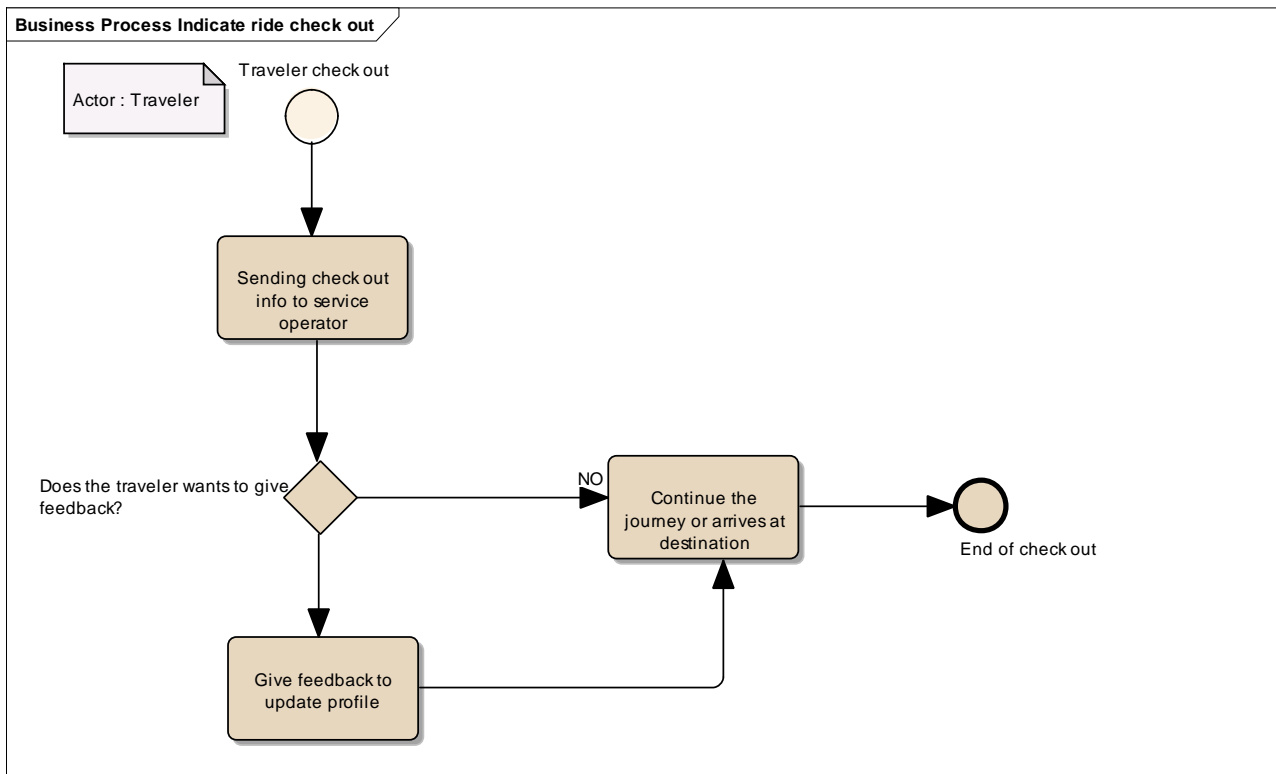 Business Process Indicate ride check out
Traveler check out
Actor : Traveler
Sending check out
info to service
operator
Does the traveler wants to give
feedback?
NO
Continue the
journey or arrives at
destination
End of check out
Give feedback to
update profile